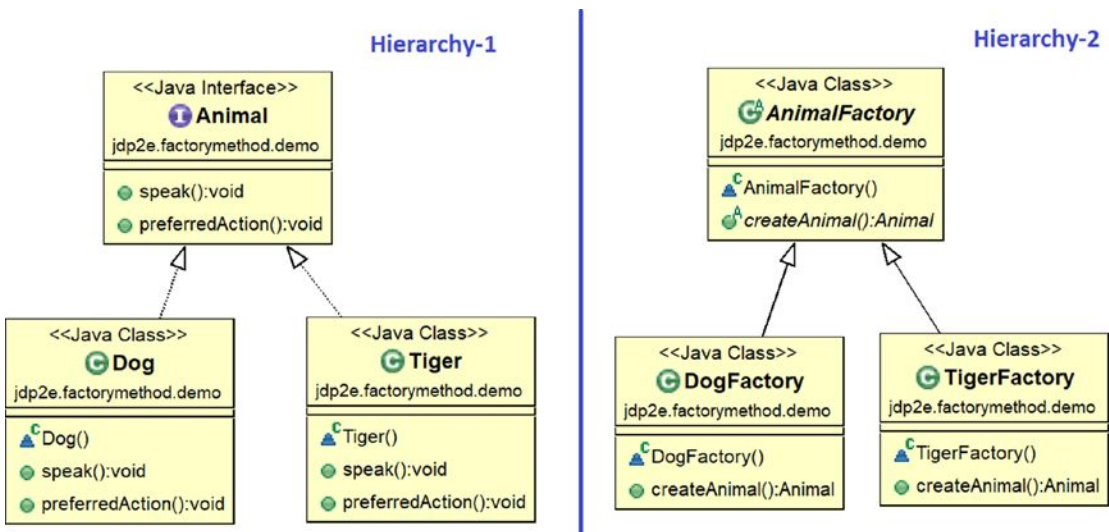 Hierarchy-1
<<Java Interface>>
I Animal
jdp2e.factorymethod.demo
speak():void
preferredAction():void
<<Java Class>>
C Dog
jdp2e.factorymethod.demo
C Dog()
speak():void
preferredAction():void
<<Java Class>>
C Tiger
jdp2e.factorymethod.demo
C Tiger()
speak():void
preferredAction():void
Hierarchy-2
<<Java Class>>
C A AnimalFactory
jdp2e.factorymethod.demo
C AnimalFactory()
A createAnimal():Animal
<<Java Class>>
C DogFactory
jdp2e.factorymethod.demo
C DogFactory()
createAnimal():Animal
<<Java Class>>
C TigerFactory
jdp2e.factorymethod.demo
C TigerFactory()
createAnimal():Animal